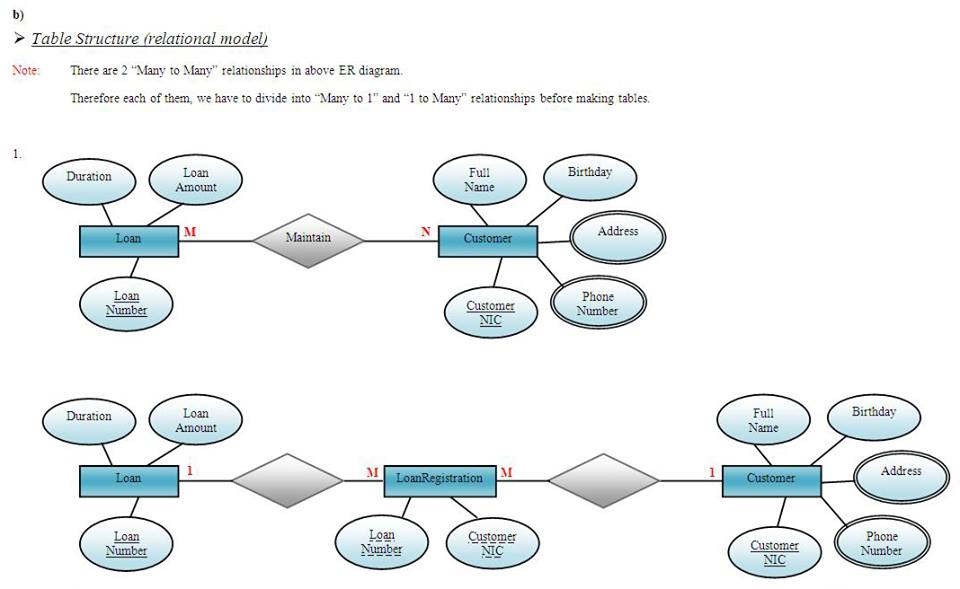 b)
➢ Table Structure (relational model)
Note: There are 2 “Many to Many” relationships in above ER diagram.
Therefore each of them, we have to divide into “Many to 1” and “1 to Many” relationships before making tables.
1.
Duration
Loan
Amount
Full
Name
Birthday
Loan
M
Maintain
N
Customer
Address
Loan
Number
Customer
NIC
Phone
Number
Duration
Loan
Amount
Full
Name
Birthday
Loan
1
M
LoanRegistration
M
1
Customer
Address
Loan
Number
Loan
Number
Customer
NIC
Customer
NIC
Phone
Number